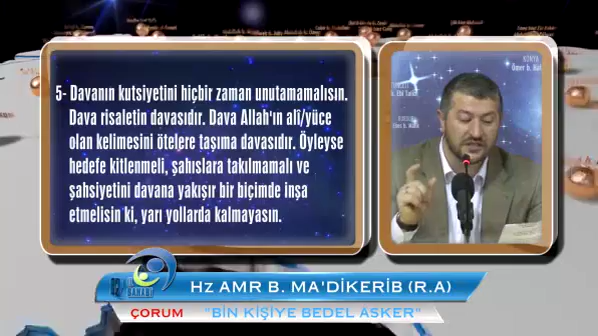 5- Davanın kutsiyetini hiçbir zaman unutamamalısın.
Dava risaletin davasıdır. Dava Allah'ın alî/yüce
olan kelimesini ötelere taşıma davasıdır. Öyleyse
hedefe kitlenmeli, şahıslara takılmamalı ve
şahsiyetini davana yakışır bir biçimde inşa
etmelisin ki, yarı yollarda kalmayasın.
KONYA
HZ AMR B. MA'DİKERİB (R.A)
ÇORUM "BİN KİŞİYE BEDEL ASKER"